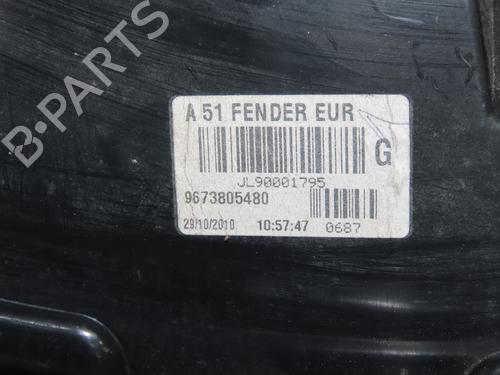 A 51 FENDER EUR
G
JL90001795
9673805480
29/10/2010 10:57:47 0687
B-PARTS